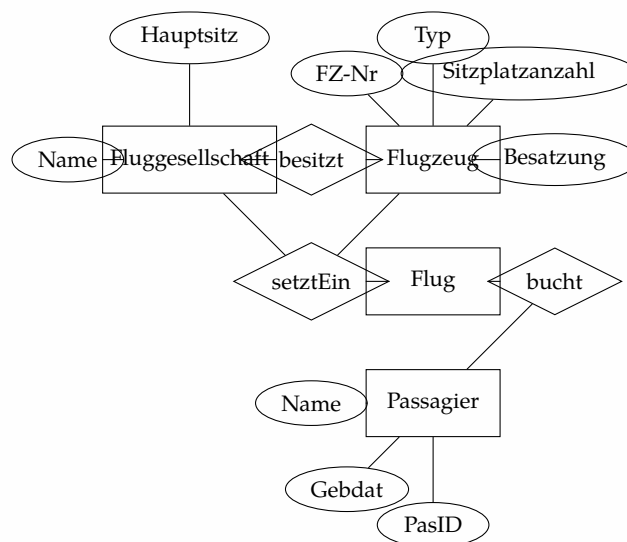 Hauptsitz
Typ
FZ-Nr
Sitzplatzanzahl
Name
Fluggesellschaft
besitzt
Flugzeug
Besatzung
setztEin
Flug
bucht
Name
Passagier
Gebdat
PasID